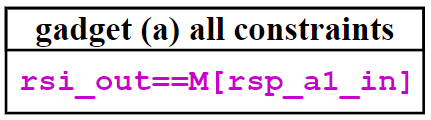 gadget (a) all constraints
rsi_out==M[rsp_a1_in]